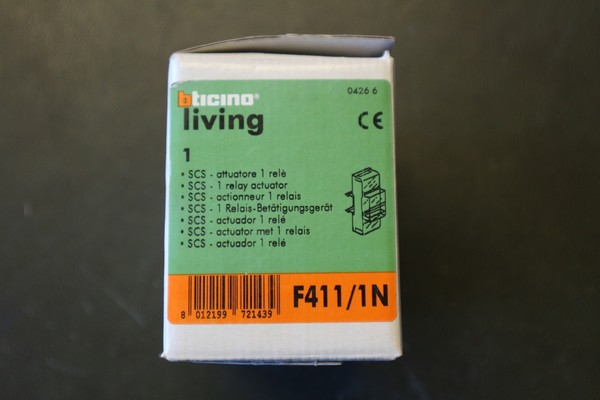 bticino®
0426 6
living
CE
1
• SCS - attuatore 1 relè
• SCS - 1 relay actuator
• SCS - actionneur 1 relais
• SCS - 1 Relais-Betätigungsgerät
• SCS - actuador 1 relé
• SCS - actuator met 1 relais
• SCS - actuador 1 relé
F411/1N
8 012199 721439